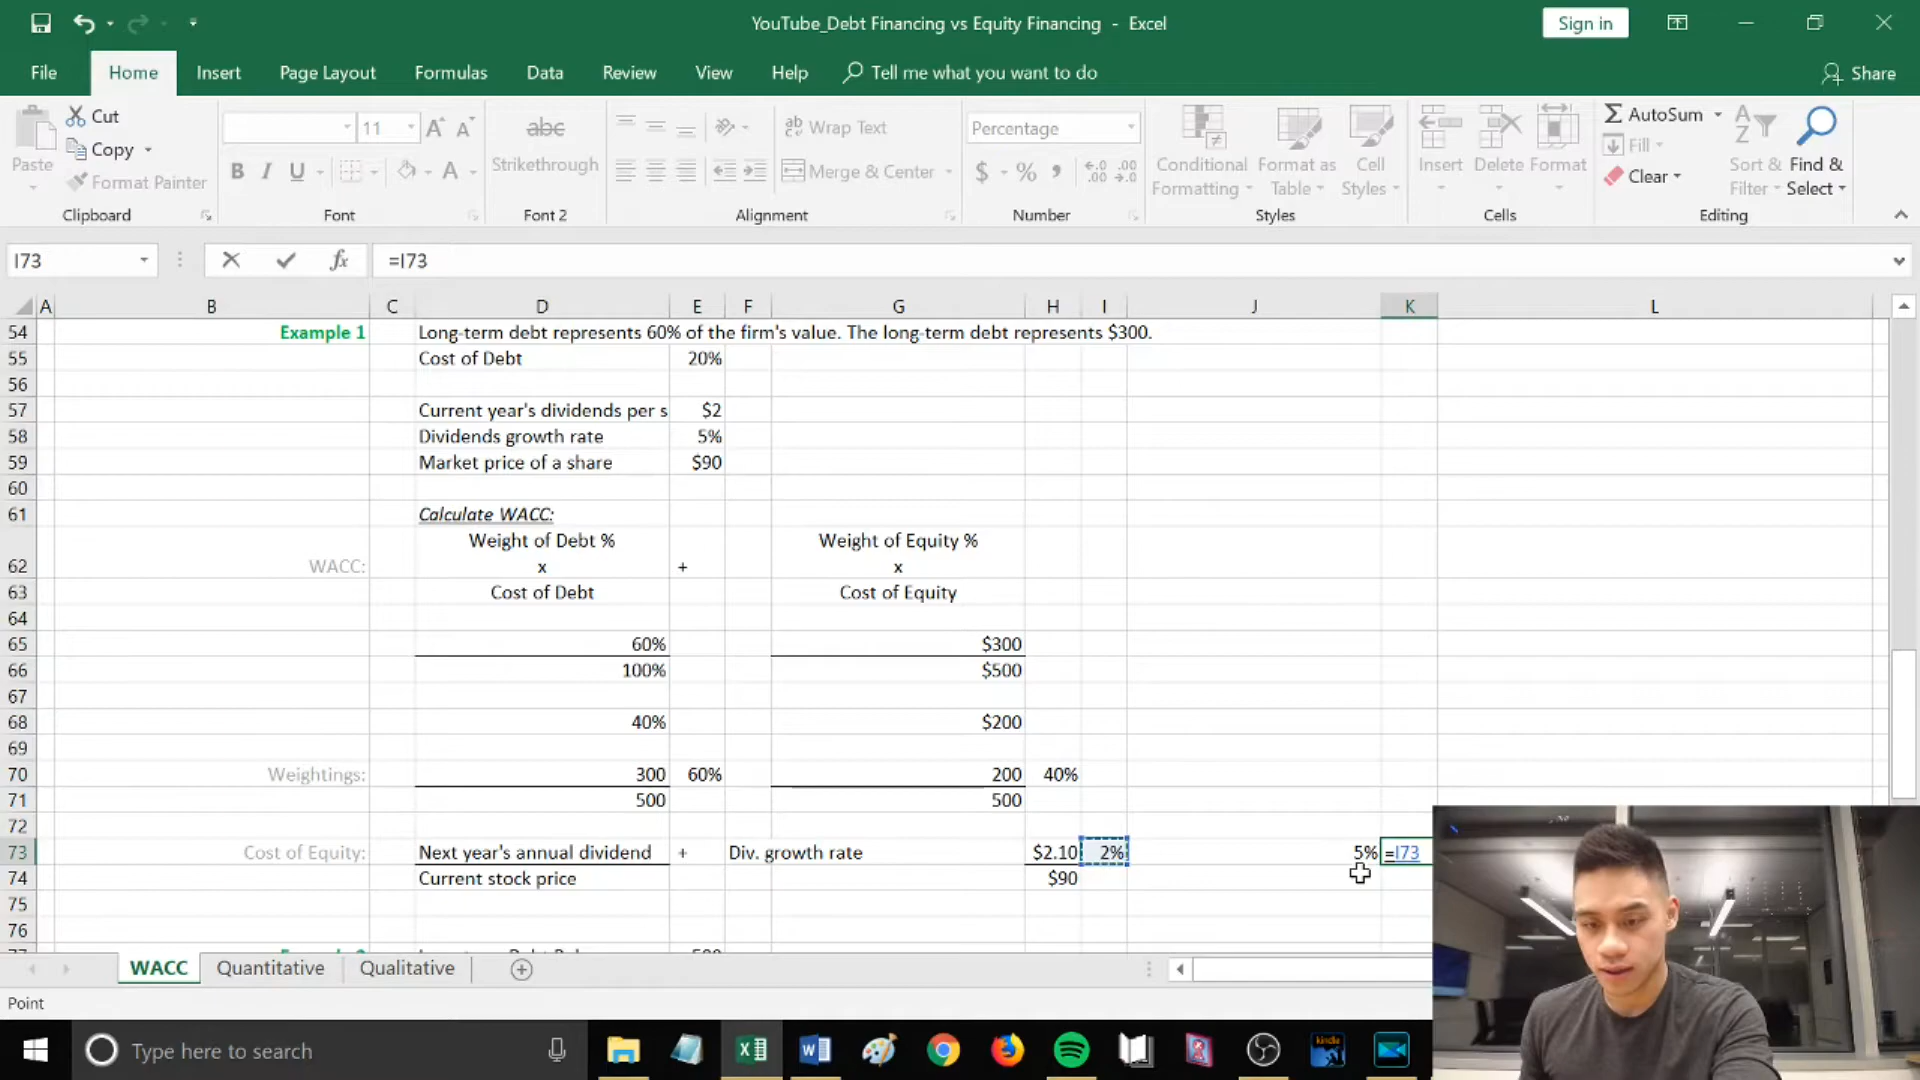 YouTube_Debt Financing vs Equity Financing - Excel
Sign in
File Home Insert Page Layout Formulas Data Review View Help Tell me what you want to do Share
Paste
Cut
Copy
Format Painter
Clipboard
11 A A
B I U A
Font
abc
Strikethrough
Font 2
ab Wrap Text
Merge & Center
Alignment
Percentage
$ % ,
Number
Conditional Formatting
Format as Table
Cell Styles
Styles
Insert Delete Format
Cells
AutoSum
Fill
Clear
Sort & Filter
Find & Select
Editing
I73 fx =I73
A B C D E F G H I J K L
54 Example 1 Long-term debt represents 60% of the firm's value. The long-term debt represents $300.
55 Cost of Debt 20%
56
57 Current year's dividends per s $2
58 Dividends growth rate 5%
59 Market price of a share $90
60
61 Calculate WACC:
Weight of Debt % Weight of Equity %
62 WACC: x + x
63 Cost of Debt Cost of Equity
64
65 60% $300
66 100% $500
67
68 40% $200
69
70 Weightings: 300 60% 200 40%
71 500 500
72
73 Cost of Equity: Next year's annual dividend + Div. growth rate $2.10 2% 5% =I73
74 Current stock price $90
75
76
WACC Quantitative Qualitative
Point
Type here to search
kindle